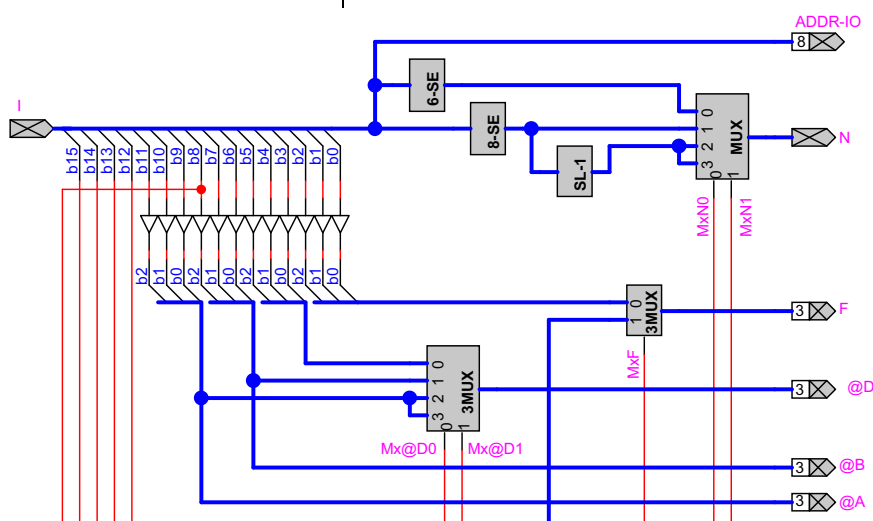 ADDR-IO
8
6-SE
I
8-SE
0
1
2
3
MUX
N
SL-1
0
1
b15
b14
b13
b12
b11
b10
b9
b8
b7
b6
b5
b4
b3
b2
b1
b0
MxN0
MxN1
b2
b1
b0
b2
b1
b0
b2
b1
b0
b2
b1
b0
0
1
3MUX
3
F
MxF
0
1
2
3
3MUX
0
1
3
@D
Mx@D0
Mx@D1
3
@B
3
@A